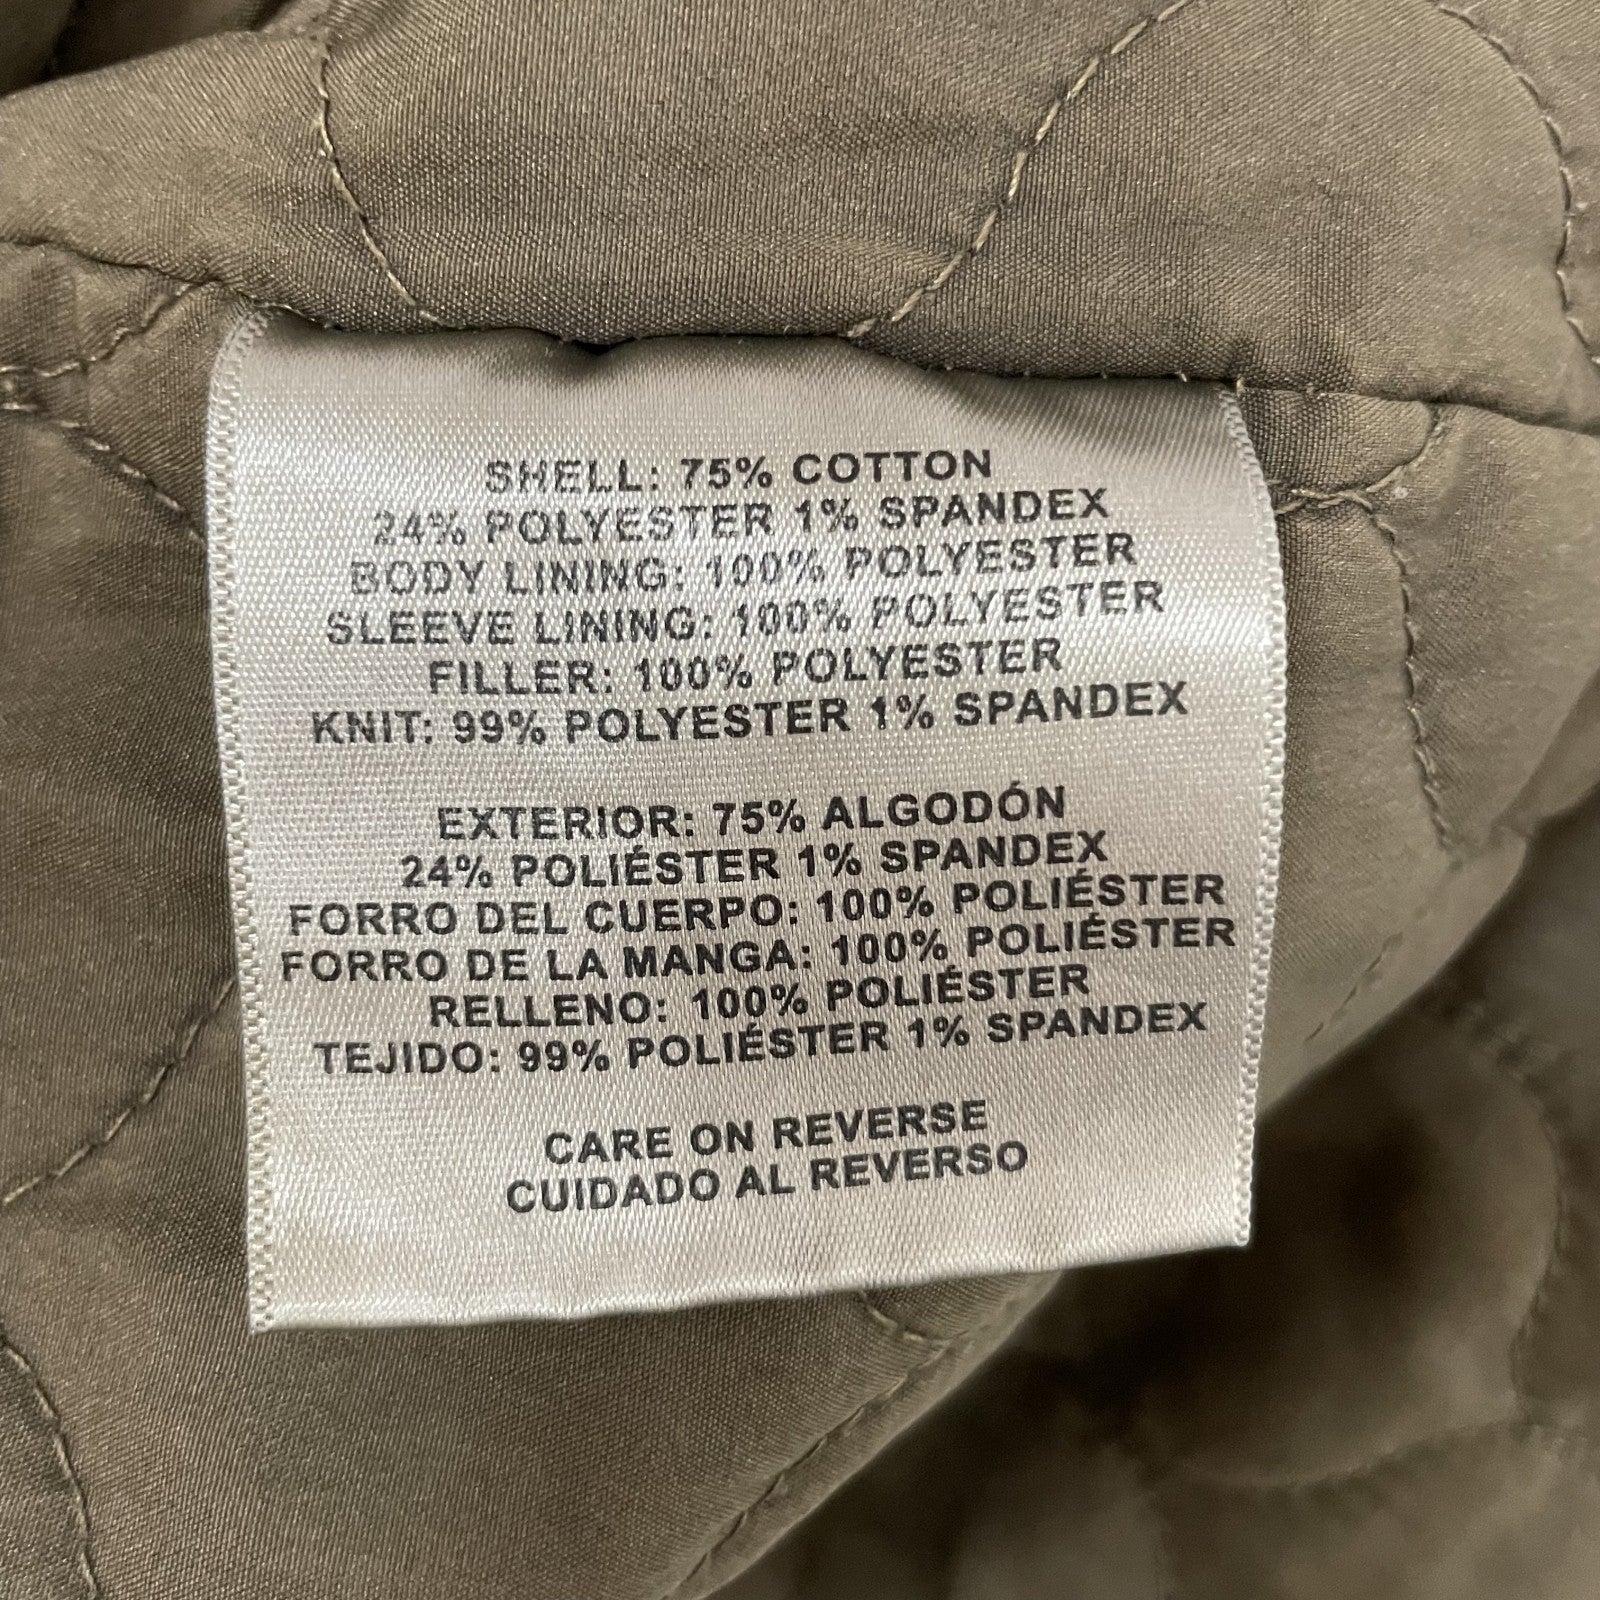 SHELL: 75% COTTON
24% POLYESTER 1% SPANDEX
BODY LINING: 100% POLYESTER
SLEEVE LINING: 100% POLYESTER
FILLER: 100% POLYESTER
KNIT: 99% POLYESTER 1% SPANDEX
EXTERIOR: 75% ALGODÓN
24% POLIÉSTER 1% SPANDEX
FORRO DEL CUERPO: 100% POLIÉSTER
FORRO DE LA MANGA: 100% POLIÉSTER
RELLENO: 100% POLIÉSTER
TEJIDO: 99% POLIÉSTER 1% SPANDEX
CARE ON REVERSE
CUIDADO AL REVERSO